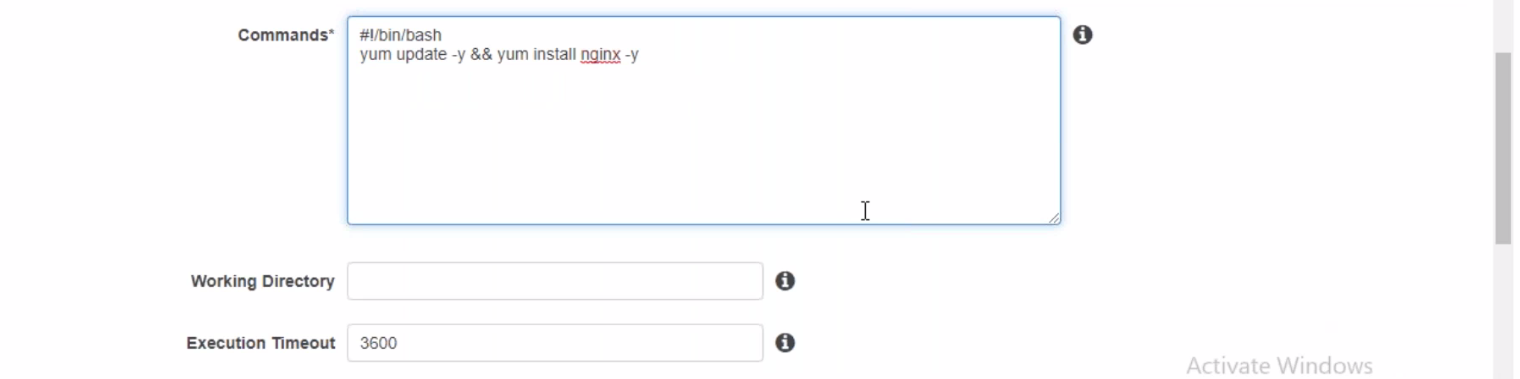 Commands*
#!/bin/bash
yum update -y && yum install nginx -y
Working Directory
Execution Timeout 3600
Activate Windows